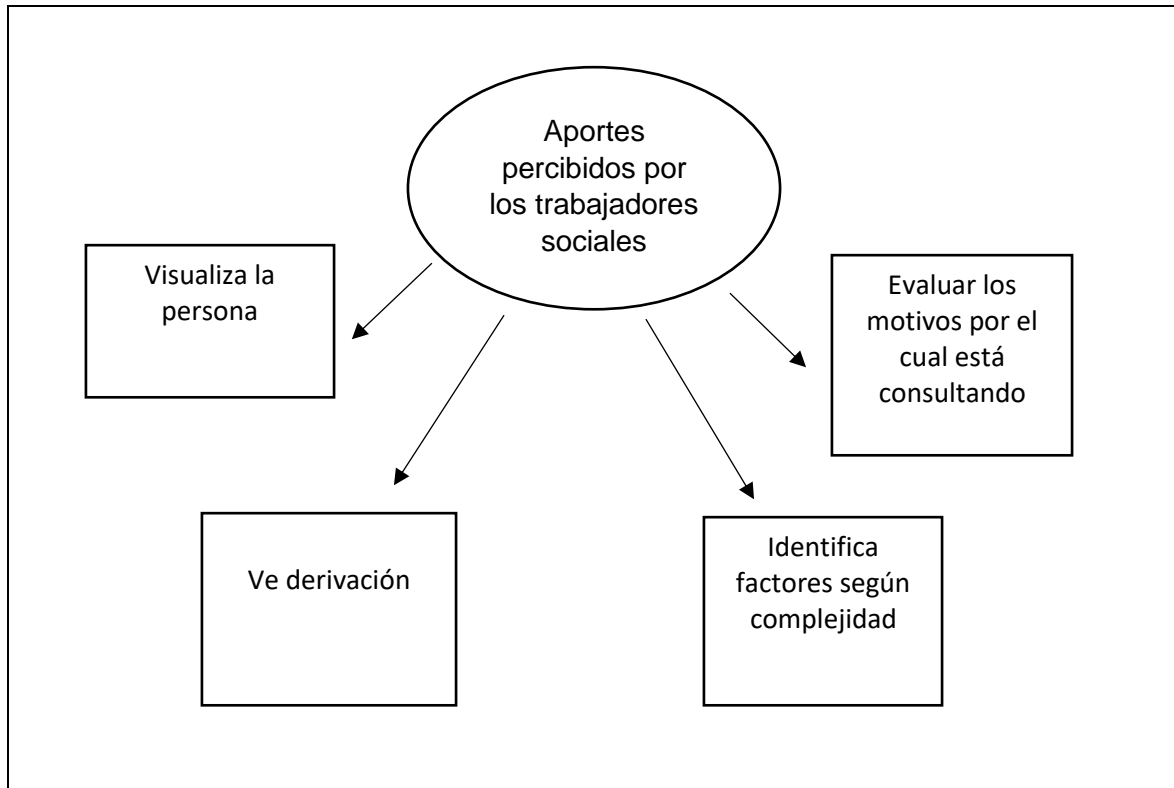 Aportes
percibidos por
los trabajadores
sociales
Visualiza la
persona
Evaluar los
motivos por el
cual está
consultando
Ve derivación
Identifica
factores según
complejidad